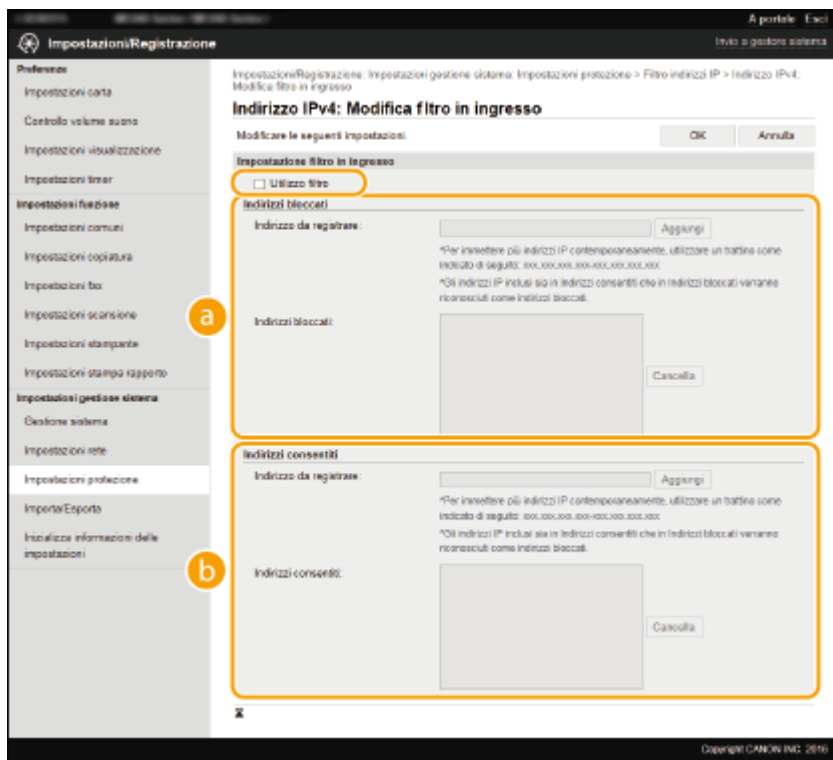 A portale Esci
Impostazioni/Registrazione
Invio a gestore sistema
Preferenze
Impostazioni carta
Controllo volume suono
Impostazioni visualizzazione
Impostazioni timer
Impostazioni funzione
Impostazioni comuni
Impostazioni copiatura
Impostazioni fax
Impostazioni scansione
Impostazioni stampante
Impostazioni stampa rapporto
Impostazioni gestione sistema
Gestione sistema
Impostazioni rete
Impostazioni protezione
Importa/Esporta
Inizializza informazioni delle
impostazioni
Impostazioni/Registrazione: Impostazioni gestione sistema: Impostazioni protezione > Filtro indirizzi IP > Indirizzo IPv4:
Modifica filtro in ingresso
Indirizzo IPv4: Modifica filtro in ingresso
Modificare le seguenti impostazioni.
OK
Annulla
Impostazione filtro in ingresso
Utilizzo filtro
a
Indirizzi bloccati
Indirizzo da registrare:
Aggiungi
*Per immettere più indirizzi IP contemporaneamente, utilizzare un trattino come
indicato di seguito: xxx.xxx.xxx.xxx-xxx.xxx.xxx.xxx
*Gli indirizzi IP inclusi sia in Indirizzi consentiti che in Indirizzi bloccati verranno
riconosciuti come indirizzi bloccati.
Indirizzi bloccati:
Cancella
b
Indirizzi consentiti
Indirizzo da registrare:
Aggiungi
*Per immettere più indirizzi IP contemporaneamente, utilizzare un trattino come
indicato di seguito: xxx.xxx.xxx.xxx-xxx.xxx.xxx.xxx
*Gli indirizzi IP inclusi sia in Indirizzi consentiti che in Indirizzi bloccati verranno
riconosciuti come indirizzi bloccati.
Indirizzi consentiti:
Cancella
Copyright CANON INC. 2016